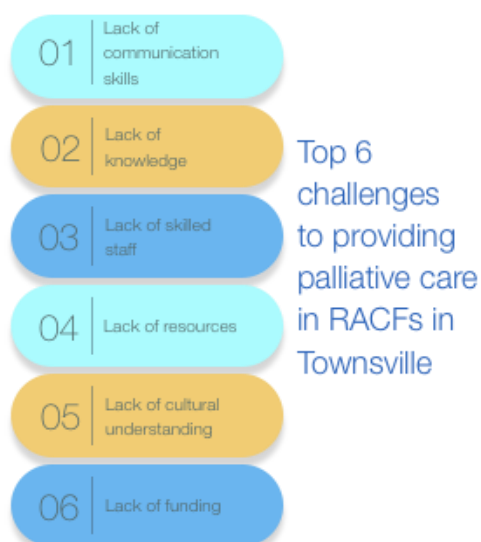 01
Lack of
communication
skills
02
Lack of
knowledge
03
Lack of skilled
staff
04
Lack of resources
05
Lack of cultural
understanding
06
Lack of funding
Top 6
challenges
to providing
palliative care
in RACFs in
Townsville